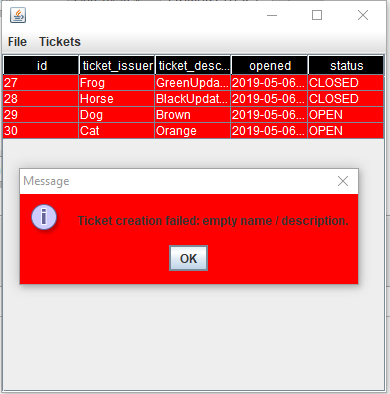 File Tickets
id ticket_issuer ticket_desc... opened status
27 Frog GreenUpda... 2019-05-06... CLOSED
28 Horse BlackUpdat... 2019-05-06... CLOSED
29 Dog Brown 2019-05-06... OPEN
30 Cat Orange 2019-05-06... OPEN
Message
Ticket creation failed: empty name / description.
OK